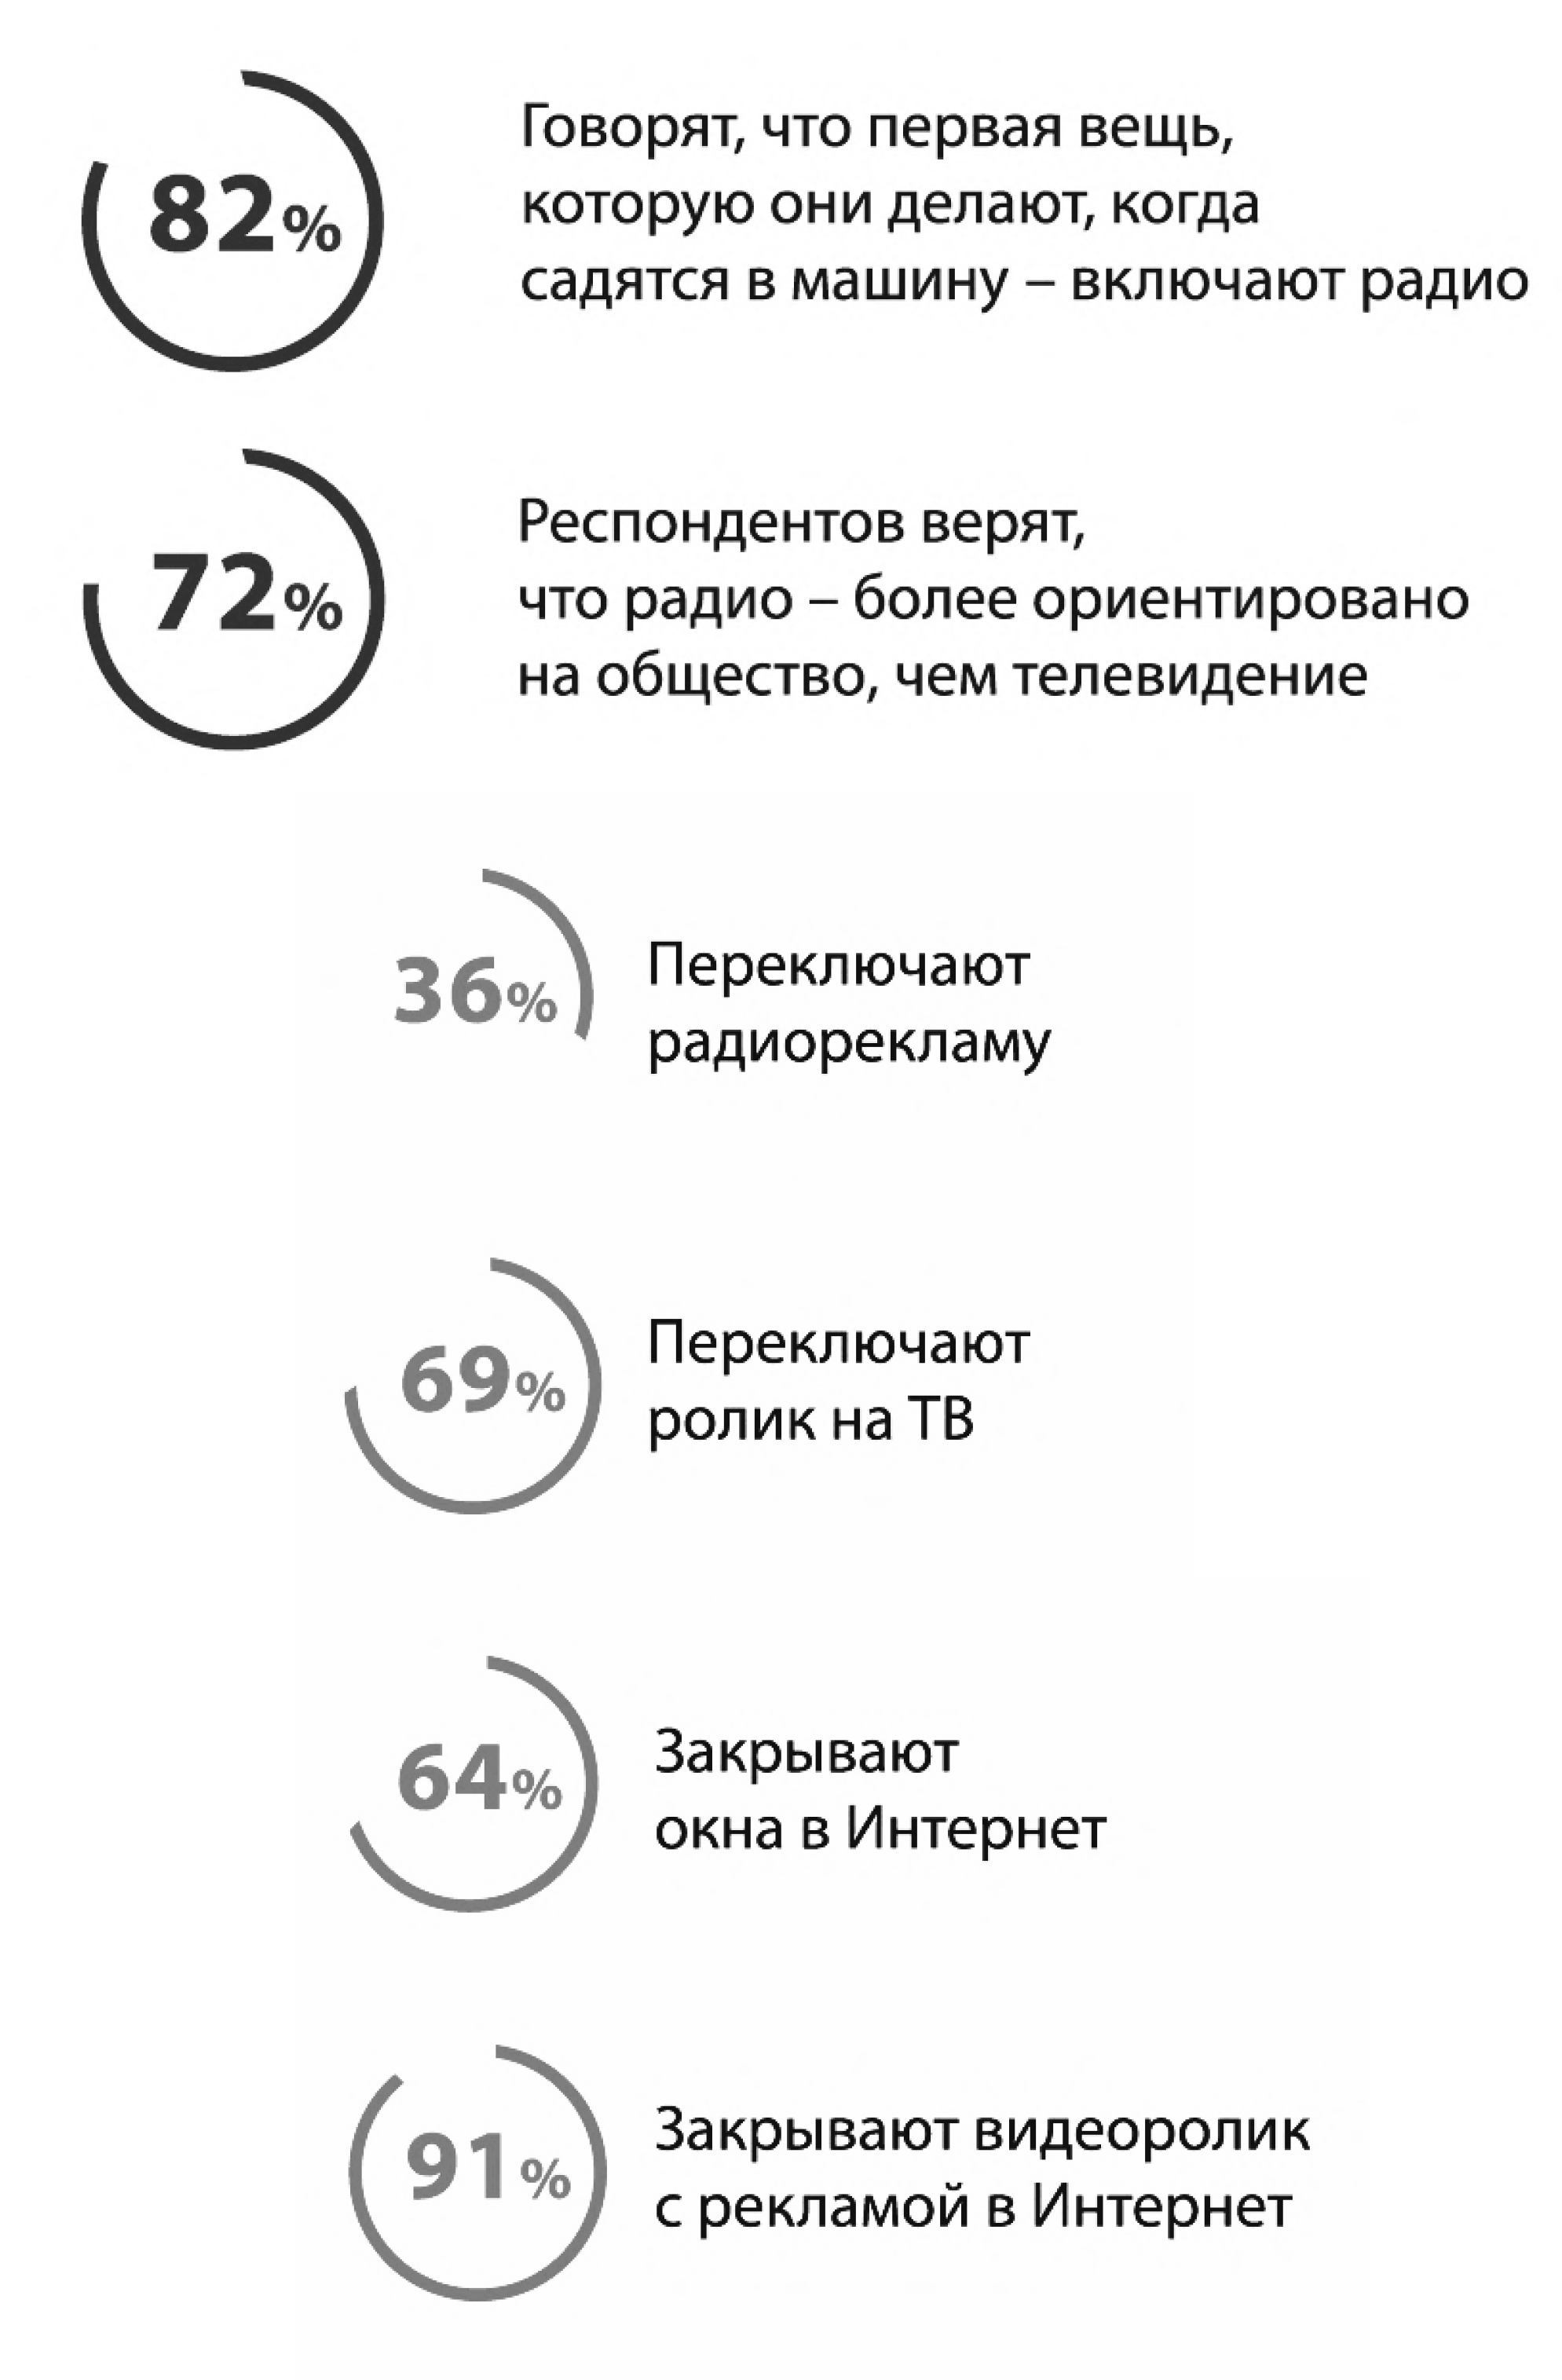 82%
Говорят, что первая вещь,
которую они делают, когда
садятся в машину – включают радио
72%
Респондентов верят,
что радио – более ориентировано
на общество, чем телевидение
36%
Переключают
радиорекламу
69%
Переключают
ролик на ТВ
64%
Закрывают
окна в Интернет
91%
Закрывают видеоролик
с рекламой в Интернет